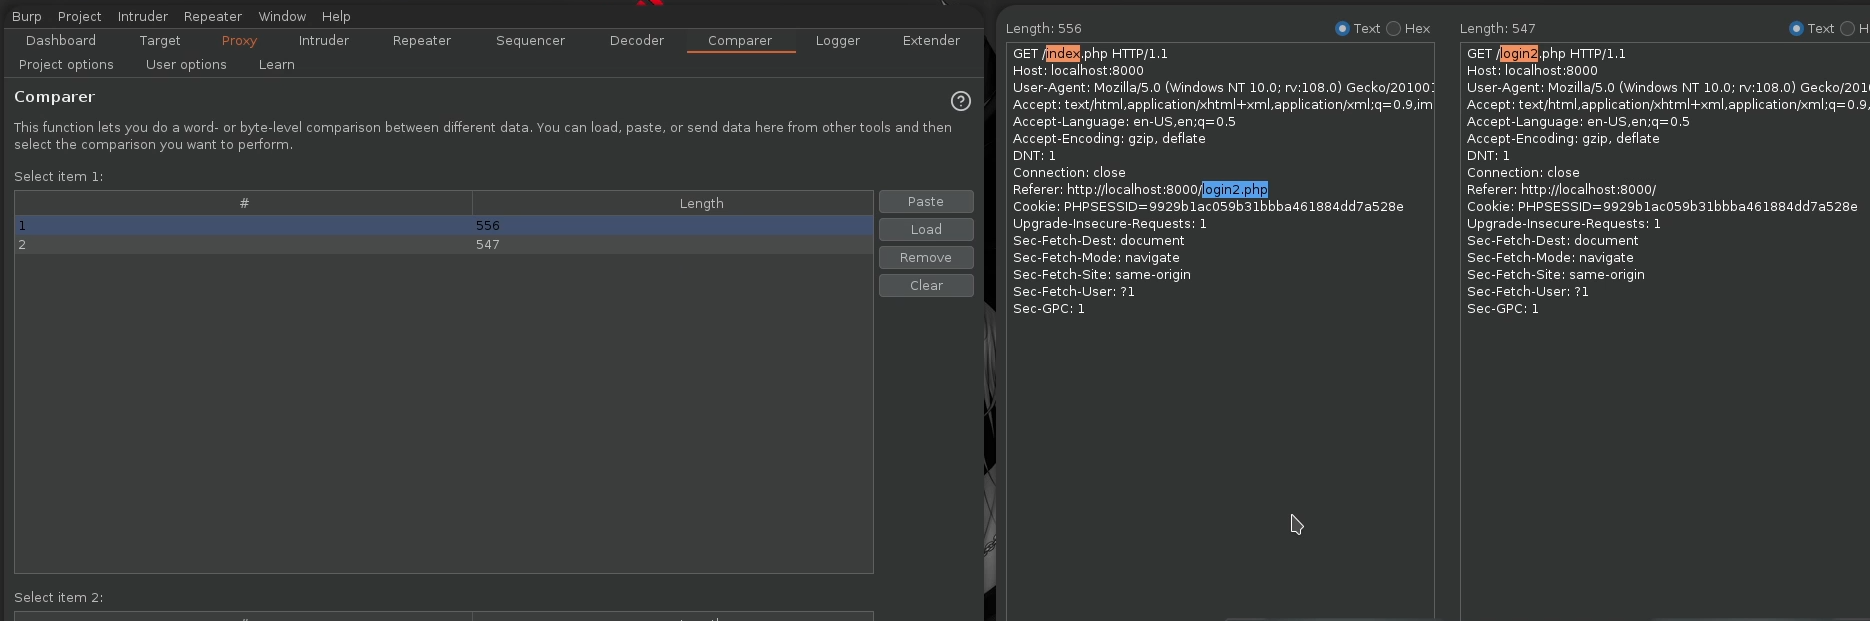 Burp Project Intruder Repeater Window Help
Dashboard Target Proxy Intruder Repeater Sequencer Decoder Comparer Logger Extender
Project options User options Learn
Comparer
?
This function lets you do a word- or byte-level comparison between different data. You can load, paste, or send data here from other tools and then
select the comparison you want to perform.
Select item 1:
# Length
1 556
2 547
Paste
Load
Remove
Clear
Select item 2:
Length: 556 Text Hex
GET /index.php HTTP/1.1
Host: localhost:8000
User-Agent: Mozilla/5.0 (Windows NT 10.0; rv:108.0) Gecko/201001
Accept: text/html,application/xhtml+xml,application/xml;q=0.9,im
Accept-Language: en-US,en;q=0.5
Accept-Encoding: gzip, deflate
DNT: 1
Connection: close
Referer: http://localhost:8000/login2.php
Cookie: PHPSESSID=9929b1ac059b31bbba461884dd7a528e
Upgrade-Insecure-Requests: 1
Sec-Fetch-Dest: document
Sec-Fetch-Mode: navigate
Sec-Fetch-Site: same-origin
Sec-Fetch-User: ?1
Sec-GPC: 1
Length: 547 Text H
GET /login2.php HTTP/1.1
Host: localhost:8000
User-Agent: Mozilla/5.0 (Windows NT 10.0; rv:108.0) Gecko/2010
Accept: text/html,application/xhtml+xml,application/xml;q=0.9,
Accept-Language: en-US,en;q=0.5
Accept-Encoding: gzip, deflate
DNT: 1
Connection: close
Referer: http://localhost:8000/
Cookie: PHPSESSID=9929b1ac059b31bbba461884dd7a528e
Upgrade-Insecure-Requests: 1
Sec-Fetch-Dest: document
Sec-Fetch-Mode: navigate
Sec-Fetch-Site: same-origin
Sec-Fetch-User: ?1
Sec-GPC: 1